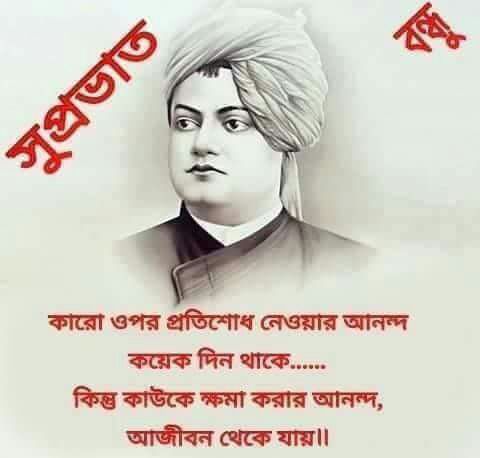 সুপ্রভাত
বন্ধু
কারো ওপর প্রতিশোধ নেওয়ার আনন্দ
কয়েক দিন থাকে......
কিন্তু কাউকে ক্ষমা করার আনন্দ,
আজীবন থেকে যায়॥